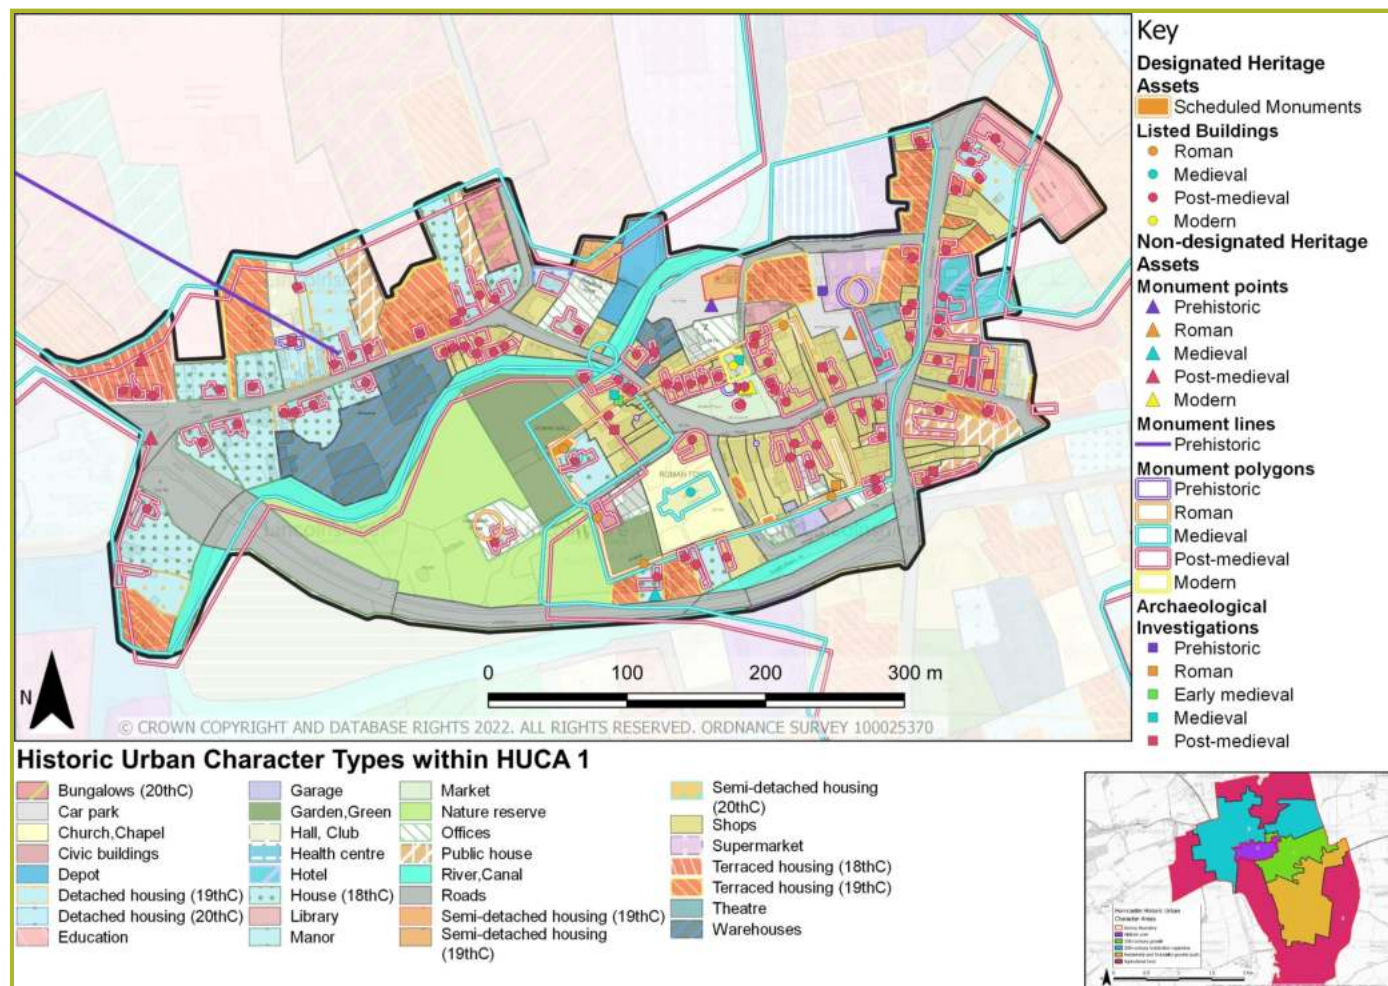 Key
Designated Heritage
Assets
Scheduled Monuments
Listed Buildings
Roman
Medieval
Post-medieval
Modern
Non-designated Heritage
Assets
Monument points
Prehistoric
Roman
Medieval
Post-medieval
Modern
Monument lines
Prehistoric
Monument polygons
Prehistoric
Roman
Medieval
Post-medieval
Modern
Archaeological
Investigations
Prehistoric
Roman
Early medieval
Medieval
Post-medieval
0 100 200 300 m
N
© CROWN COPYRIGHT AND DATABASE RIGHTS 2022. ALL RIGHTS RESERVED. ORDNANCE SURVEY 100025370
Historic Urban Character Types within HUCA 1
Bungalows (20thC)
Car park
Church,Chapel
Civic buildings
Depot
Detached housing (19thC)
Detached housing (20thC)
Education
Garage
Garden,Green
Hall, Club
Health centre
Hotel
House (18thC)
Library
Manor
Market
Nature reserve
Offices
Public house
River,Canal
Roads
Semi-detached housing (19thC)
Semi-detached housing
(19thC)
Semi-detached housing
(20thC)
Shops
Supermarket
Terraced housing (18thC)
Terraced housing (19thC)
Theatre
Warehouses